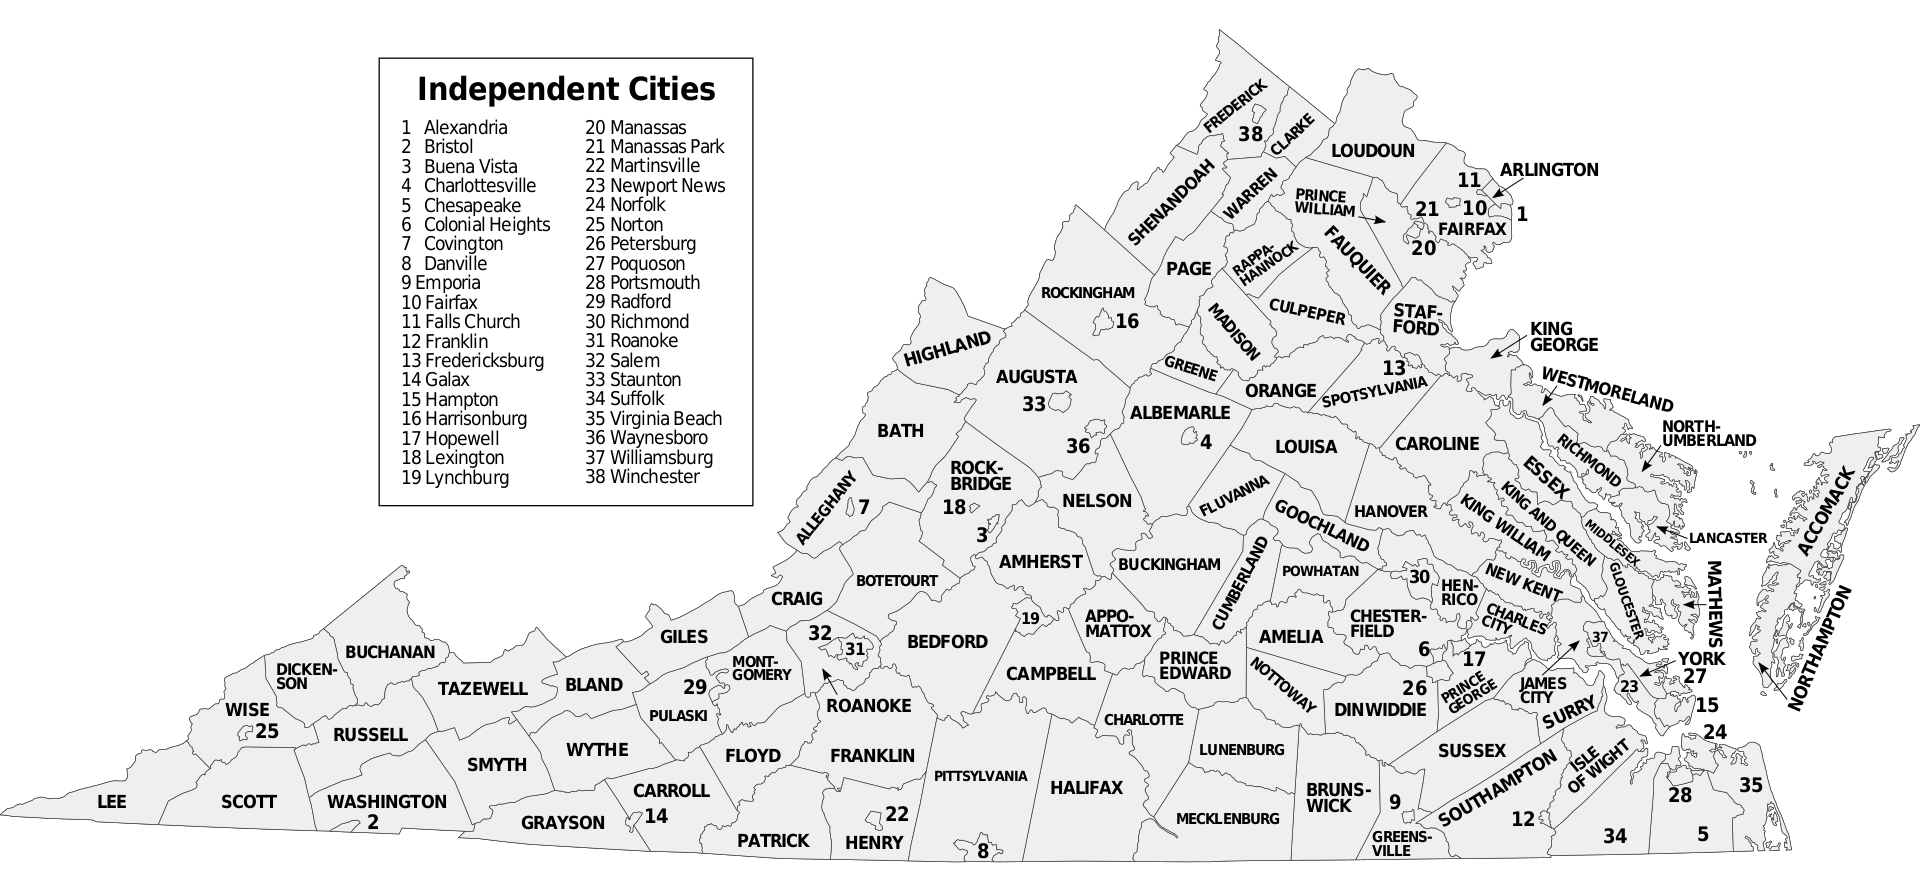 Independent Cities
1 Alexandria
2 Bristol
3 Buena Vista
4 Charlottesville
5 Chesapeake
6 Colonial Heights
7 Covington
8 Danville
9 Emporia
10 Fairfax
11 Falls Church
12 Franklin
13 Fredericksburg
14 Galax
15 Hampton
16 Harrisonburg
17 Hopewell
18 Lexington
19 Lynchburg
20 Manassas
21 Manassas Park
22 Martinsville
23 Newport News
24 Norfolk
25 Norton
26 Petersburg
27 Poquoson
28 Portsmouth
29 Radford
30 Richmond
31 Roanoke
32 Salem
33 Staunton
34 Suffolk
35 Virginia Beach
36 Waynesboro
37 Williamsburg
38 Winchester
FREDERICK
38
CLARKE
LOUDOUN
SHENANDOAH
WARREN
PRINCE
WILLIAM
11
ARLINGTON
21
10
1
FAIRFAX
20
FAUQUIER
PAGE
RAPPA-
HANNOCK
ROCKINGHAM
16
MADISON
CULPEPER
STAF-
FORD
KING
GEORGE
HIGHLAND
AUGUSTA
33
36
GREENE
ORANGE
13
SPOTSYLVANIA
WESTMORELAND
NORTH-
UMBERLAND
BATH
ALBEMARLE
4
LOUISA
CAROLINE
RICHMOND
ESSEX
ALLEGHANY
7
ROCK-
BRIDGE
18
3
NELSON
FLUVANNA
GOOCHLAND
HANOVER
KING WILLIAM
KING AND QUEEN
MIDDLESEX
LANCASTER
ACCOMACK
BOTETOURT
AMHERST
BUCKINGHAM
CUMBERLAND
POWHATAN
30
HEN-
RICO
NEW KENT
GLOUCESTER
MATHEWS
NORTHAMPTON
CRAIG
GILES
32
31
BEDFORD
19
APPO-
MATTOX
AMELIA
CHESTER-
FIELD
6
CHARLES
CITY
37
17
YORK
27
BUCHANAN
DICKEN-
SON
TAZEWELL
BLAND
MONT-
GOMERY
29
PULASKI
ROANOKE
CAMPBELL
PRINCE
EDWARD
NOTTOWAY
26
DINWIDDIE
PRINCE
GEORGE
JAMES
CITY
23
15
24
WISE
25
RUSSELL
SMYTH
WYTHE
FLOYD
FRANKLIN
PITTSYLVANIA
CHARLOTTE
LUNENBURG
SUSSEX
SURRY
ISLE
OF WIGHT
SOUTHAMPTON
LEE
SCOTT
WASHINGTON
2
GRAYSON
CARROLL
14
PATRICK
22
HENRY
8
HALIFAX
MECKLENBURG
BRUNS-
WICK
9
GREENS-
VILLE
12
34
28
5
35